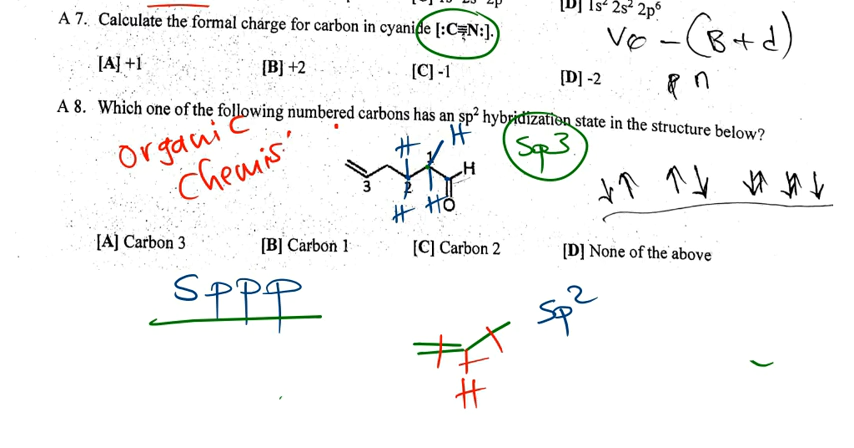 [D] 1s² 2s² 2p⁶
A 7. Calculate the formal charge for carbon in cyanide [:C≡N:].
Ve - (B + d)
[A] +1 [B] +2 [C] -1 [D] -2
A 8. Which one of the following numbered carbons has an sp² hybridization state in the structure below?
Organic
Chemis'
Sp3
H H
H
3 2
H H O
[A] Carbon 3 [B] Carbon 1 [C] Carbon 2 [D] None of the above
SPPP
Sp²
H